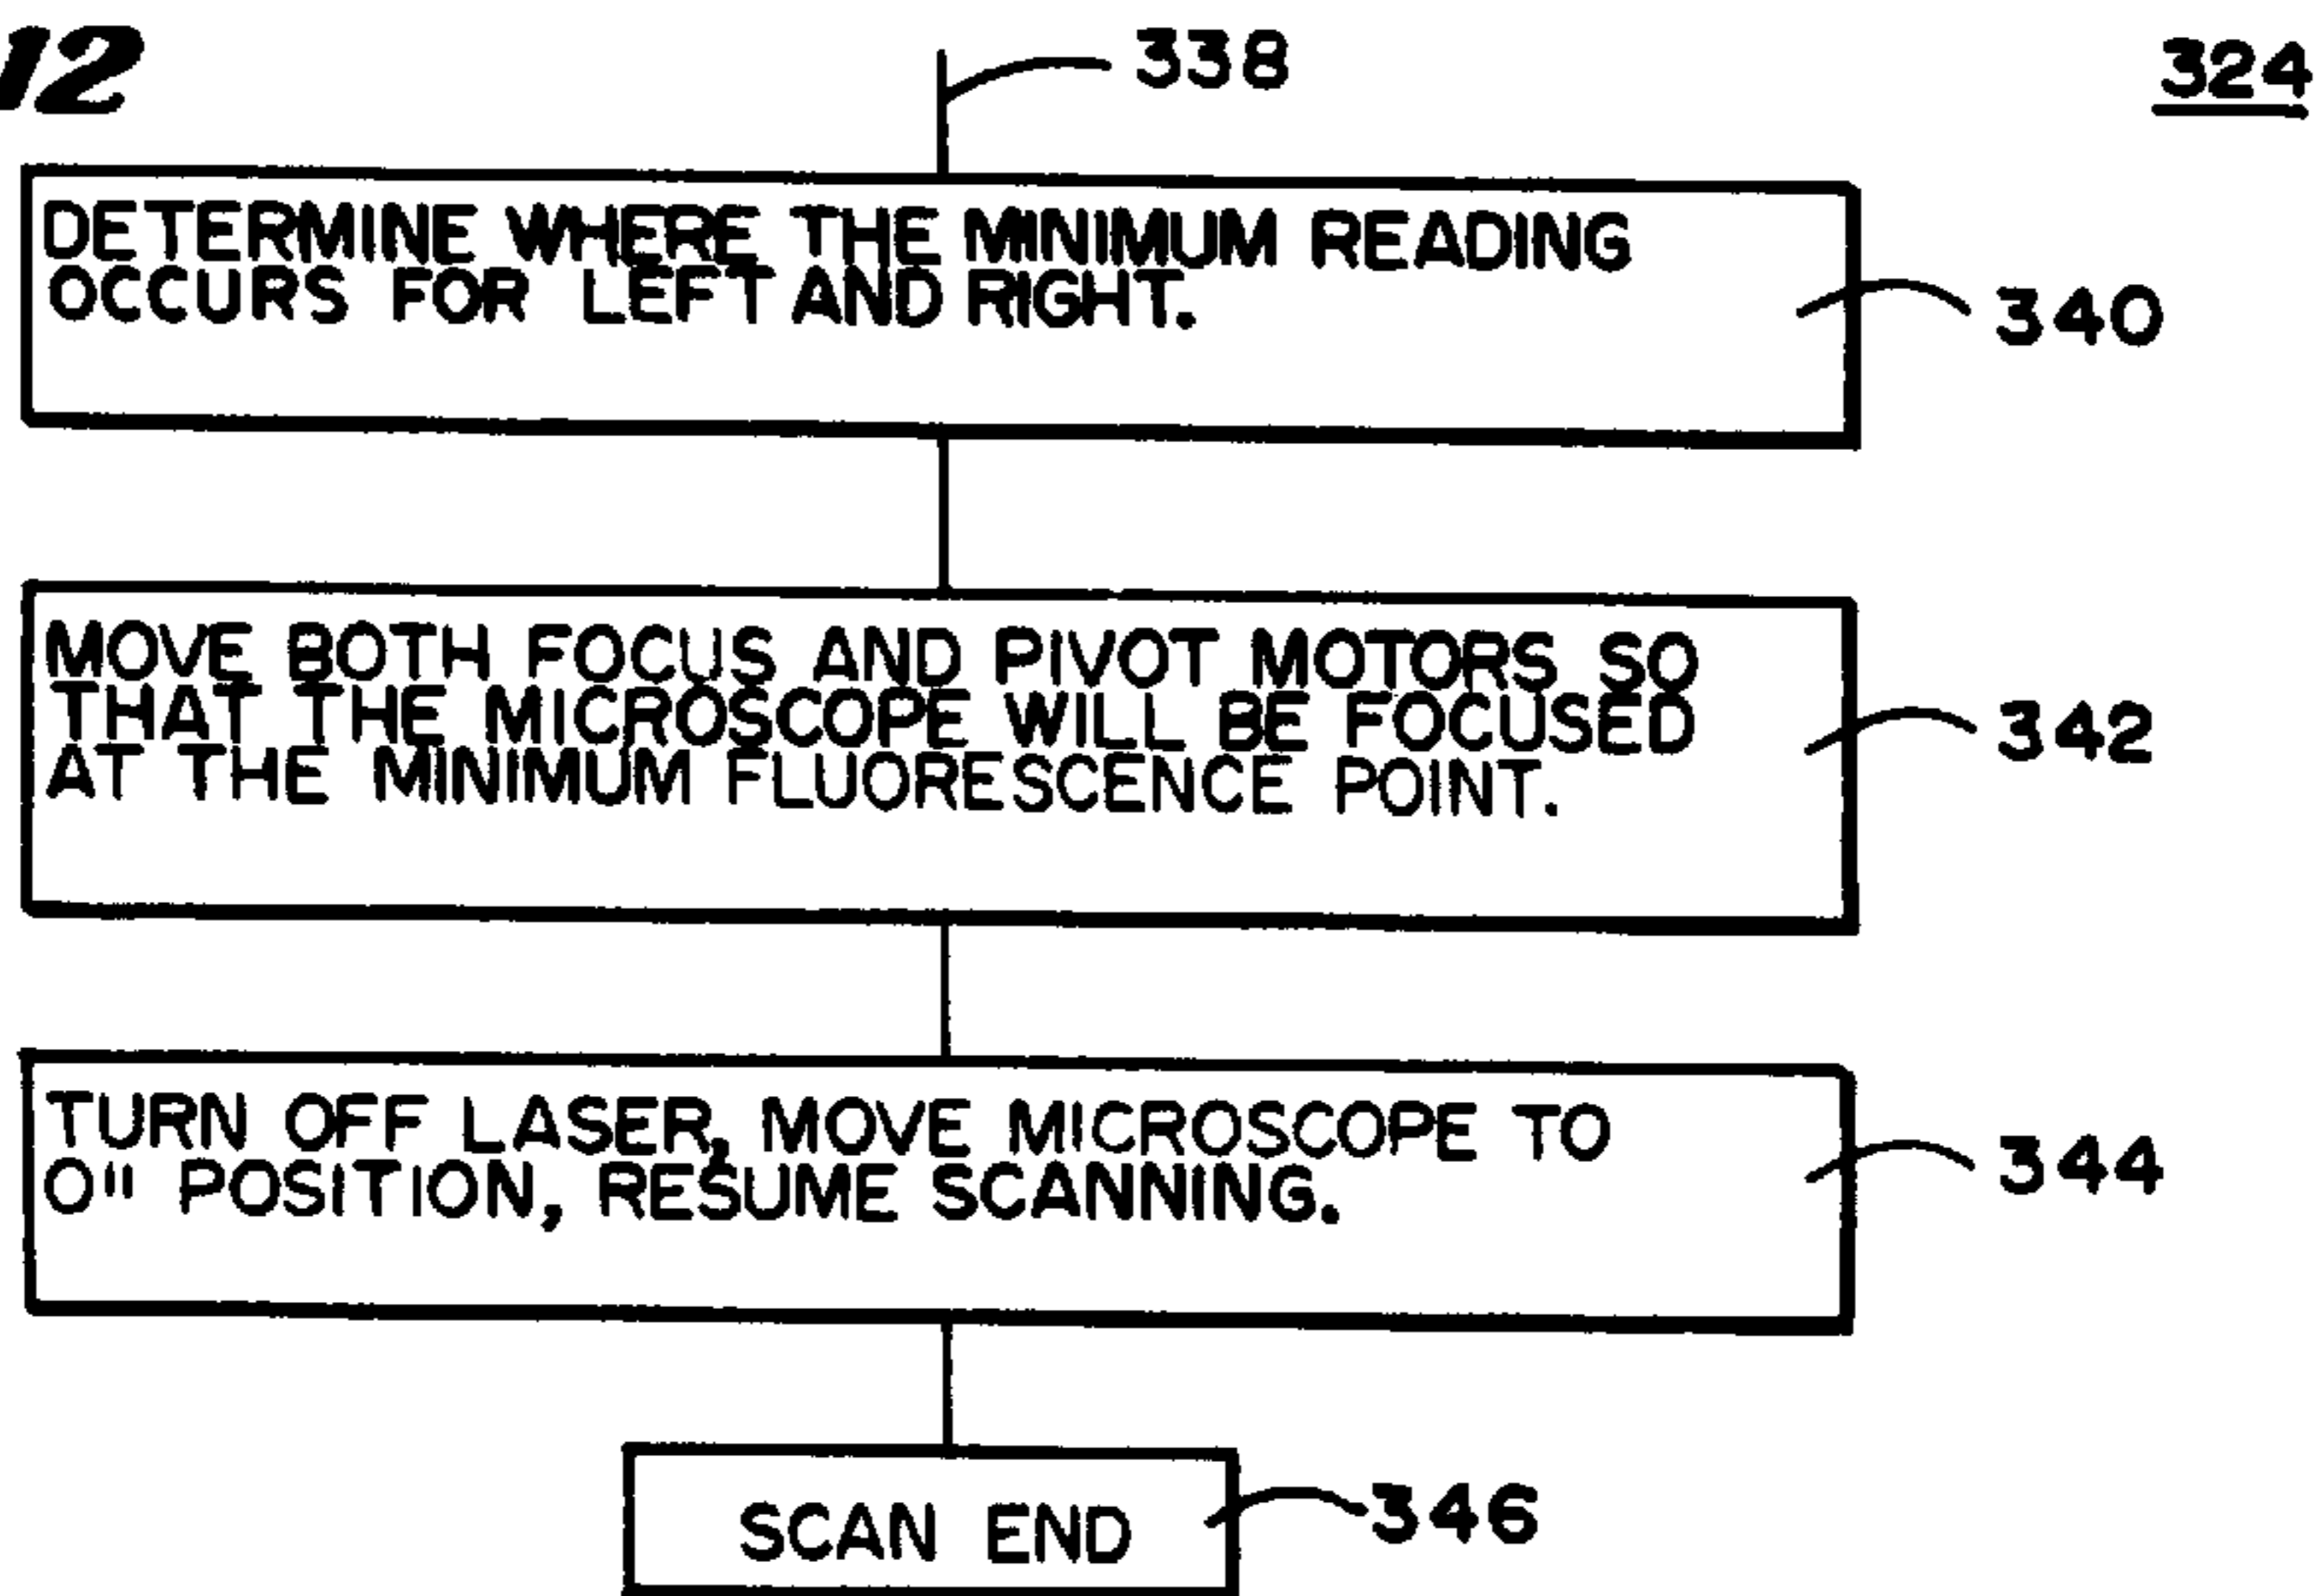 12
338
324
DETERMINE WHERE THE MINIMUM READING
OCCURS FOR LEFT AND RIGHT.
340
MOVE BOTH FOCUS AND PIVOT MOTORS SO
THAT THE MICROSCOPE WILL BE FOCUSED
AT THE MINIMUM FLUORESCENCE POINT.
342
TURN OFF LASER, MOVE MICROSCOPE TO
0" POSITION, RESUME SCANNING.
344
SCAN END
346